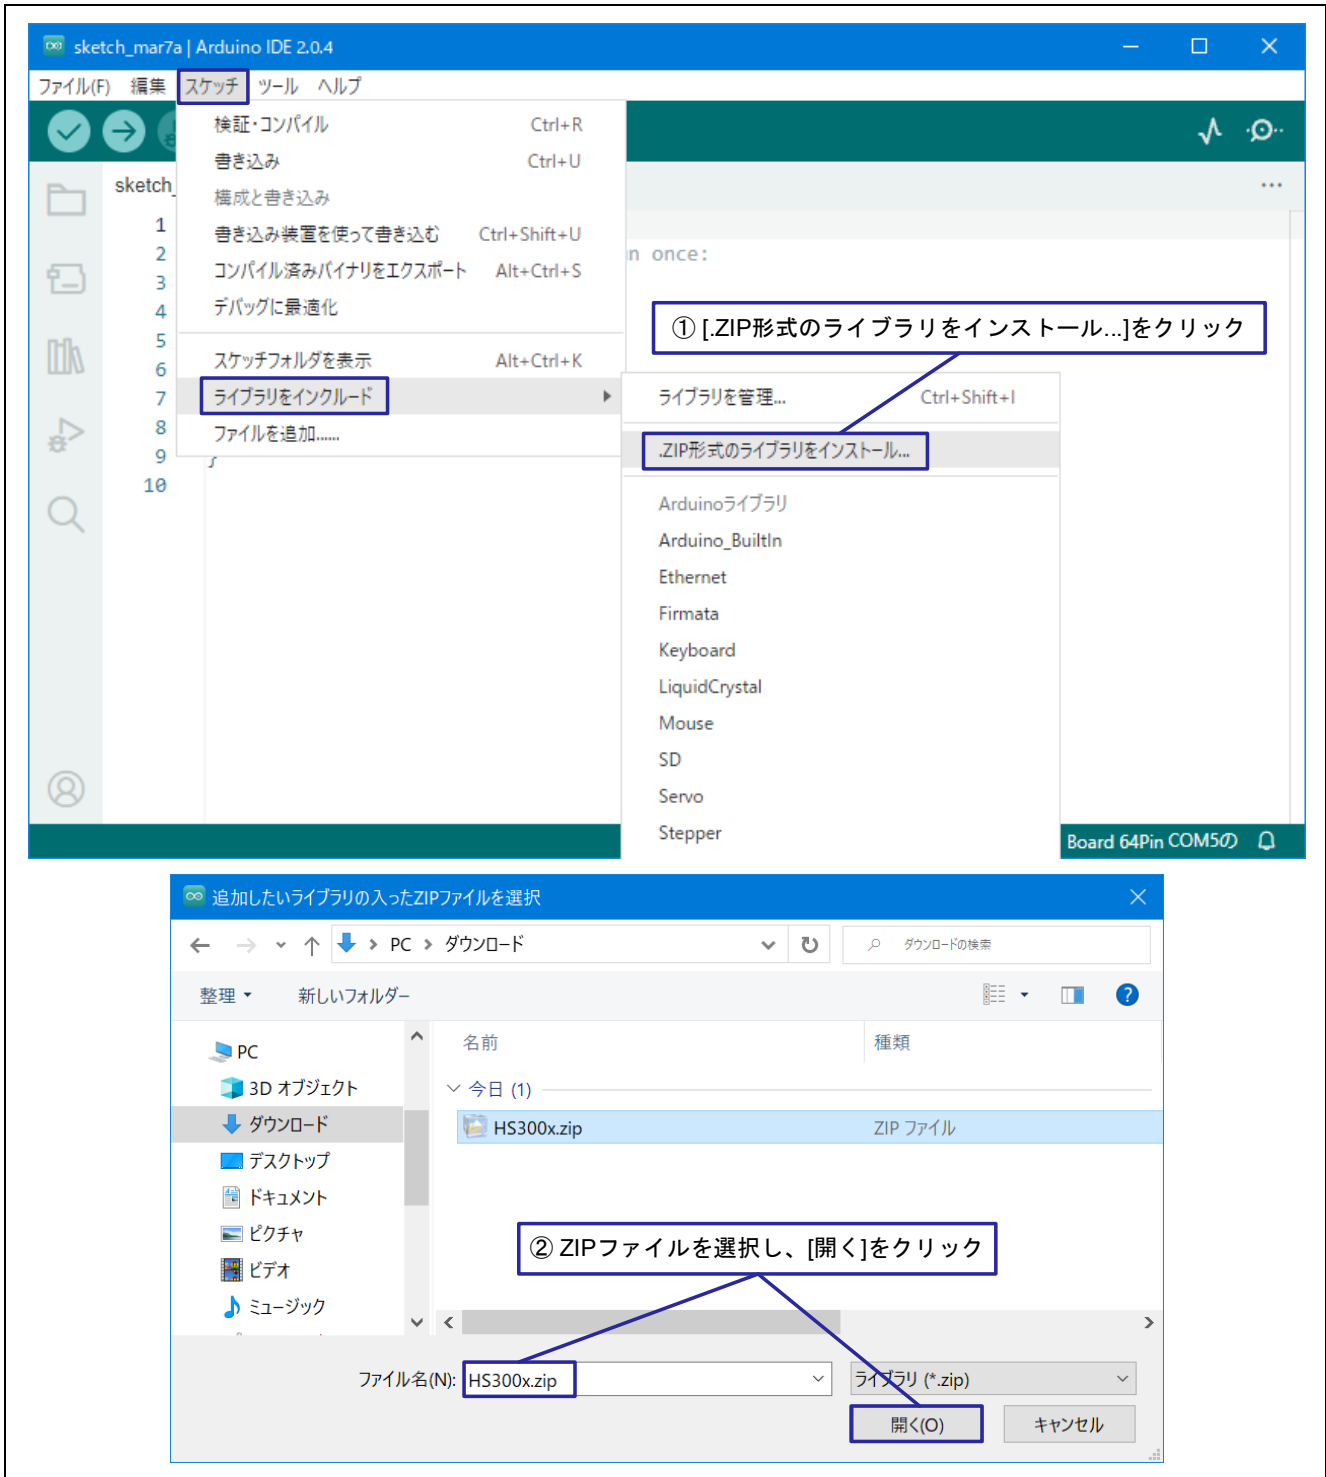 sketch_mar7a | Arduino IDE 2.0.4
ファイル(F) 編集 スケッチ ツール ヘルプ
検証・コンパイル Ctrl+R
書き込み Ctrl+U
構成と書き込み
書き込み装置を使って書き込む Ctrl+Shift+U
コンパイル済みバイナリをエクスポート Alt+Ctrl+S
デバッグに最適化
スケッチフォルダを表示 Alt+Ctrl+K
ライブラリをインクルード
ファイルを追加......
sketch_
1
2
3
4
5
6
7
8
9
10
n once:
}
① [.ZIP形式のライブラリをインストール...]をクリック
ライブラリを管理... Ctrl+Shift+I
.ZIP形式のライブラリをインストール...
Arduinoライブラリ
Arduino_BuiltIn
Ethernet
Firmata
Keyboard
LiquidCrystal
Mouse
SD
Servo
Stepper
Board 64Pin COM5の
追加したいライブラリの入ったZIPファイルを選択
PC > ダウンロード
ダウンロードの検索
整理 新しいフォルダー
PC
3D オブジェクト
ダウンロード
デスクトップ
ドキュメント
ピクチャ
ビデオ
ミュージック
名前 種類
今日 (1)
HS300x.zip ZIP ファイル
② ZIPファイルを選択し、[開く]をクリック
ファイル名(N): HS300x.zip ライブラリ (*.zip)
開く(O) キャンセル